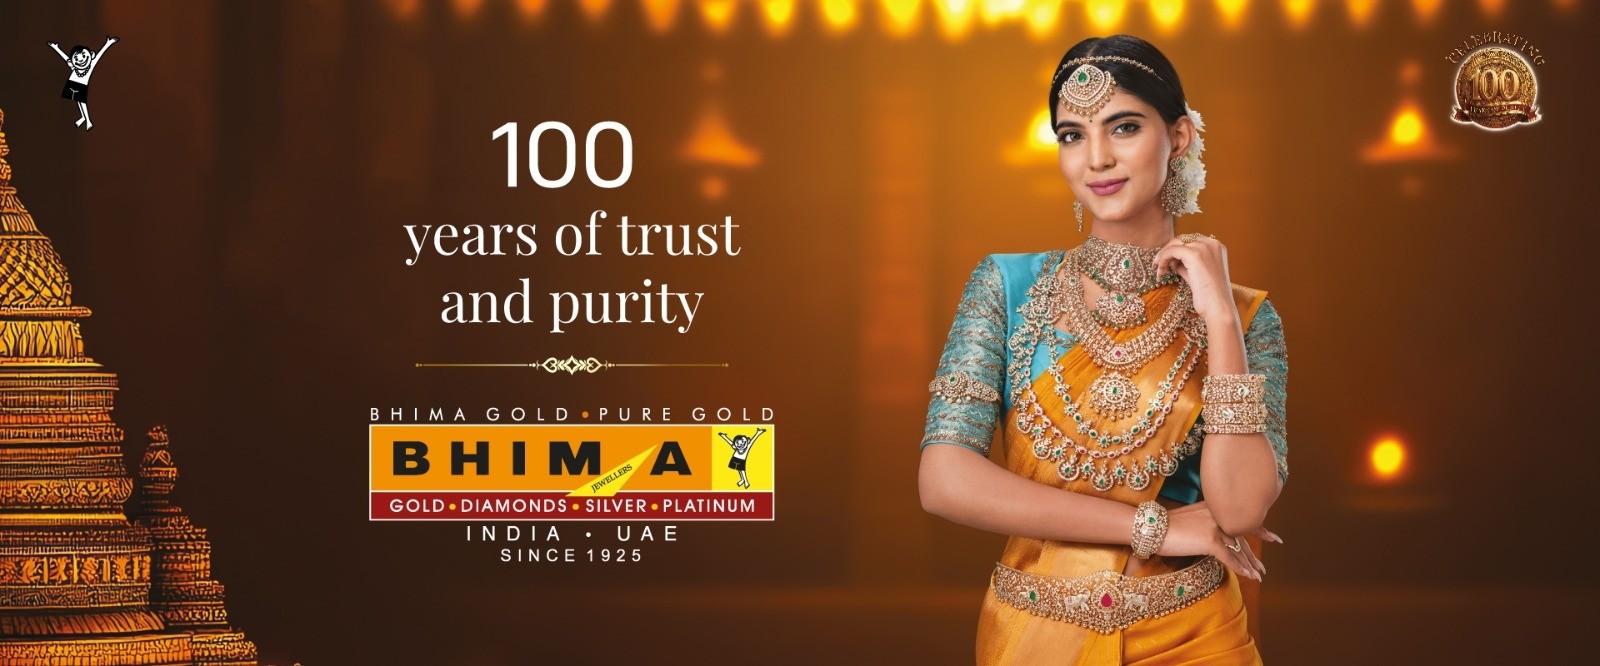 100
years of trust
and purity
BHIMA GOLD • PURE GOLD
BHIMA
JEWELLERS
GOLD • DIAMONDS • SILVER • PLATINUM
INDIA • UAE
SINCE 1925
CELEBRATING
100